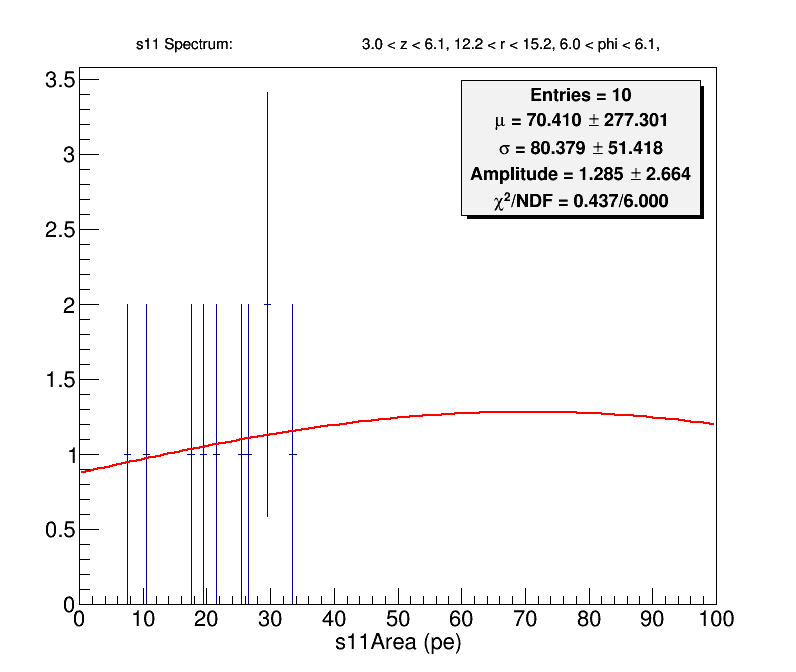 s11 Spectrum: 3.0 < z < 6.1, 12.2 < r < 15.2, 6.0 < phi < 6.1,
Entries = 10
μ = 70.410 ± 277.301
σ = 80.379 ± 51.418
Amplitude = 1.285 ± 2.664
χ²/NDF = 0.437/6.000
3.5
3
2.5
2
1.5
1
0.5
0
0 10 20 30 40 50 60 70 80 90 100
s11Area (pe)